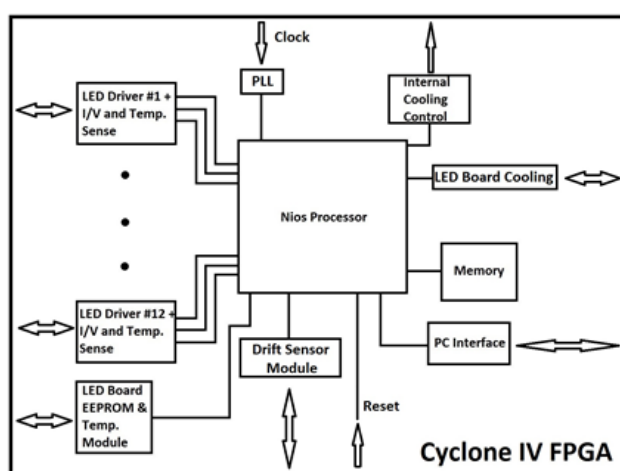 Clock
PLL
Internal
Cooling
Control
LED Driver #1 +
I/V and Temp.
Sense
LED Board Cooling
Nios Processor
Memory
LED Driver #12 +
I/V and Temp.
Sense
PC Interface
Drift Sensor
Module
LED Board
EEPROM &
Temp.
Module
Reset
Cyclone IV FPGA